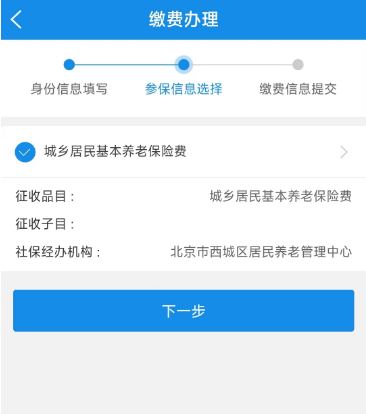 缴费办理
身份信息填写 参保信息选择 缴费信息提交
城乡居民基本养老保险费
征收品目： 城乡居民基本养老保险费
征收子目：
社保经办机构： 北京市西城区居民养老管理中心
下一步